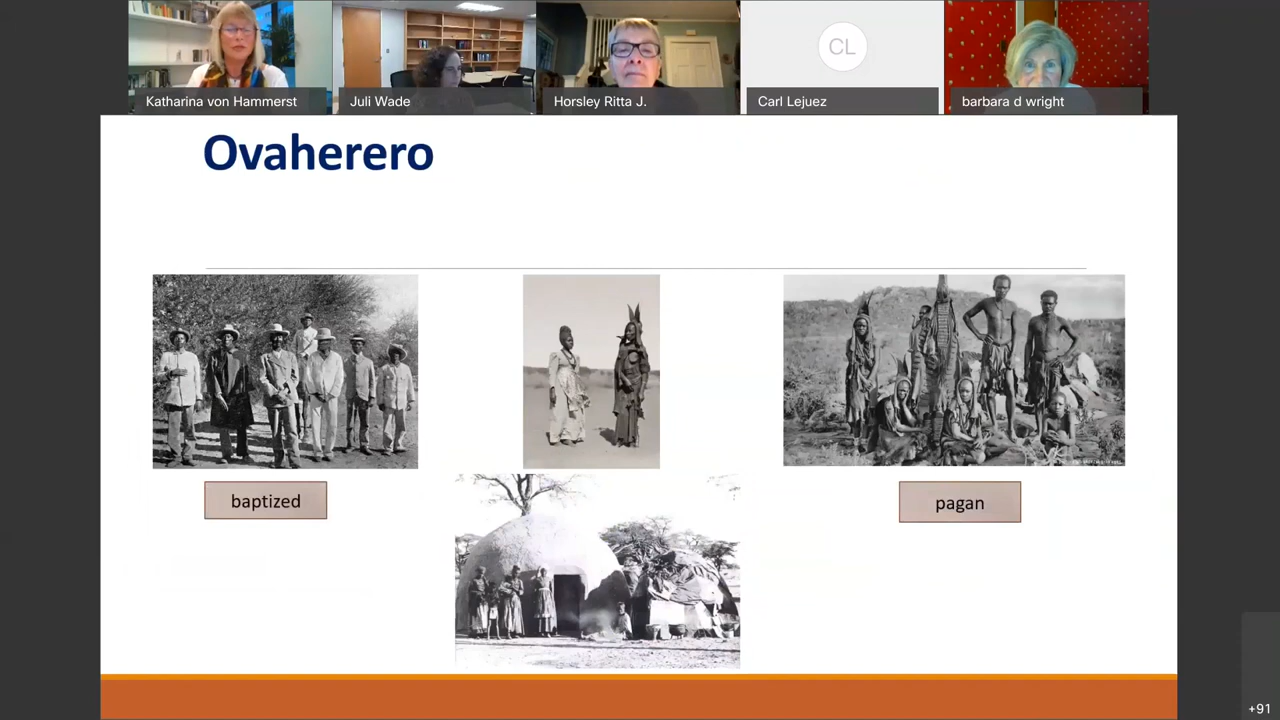 Katharina von Hammerst
Juli Wade
Horsley Ritta J.
CL
Carl Lejuez
barbara d wright
Ovaherero
baptized
pagan
+91